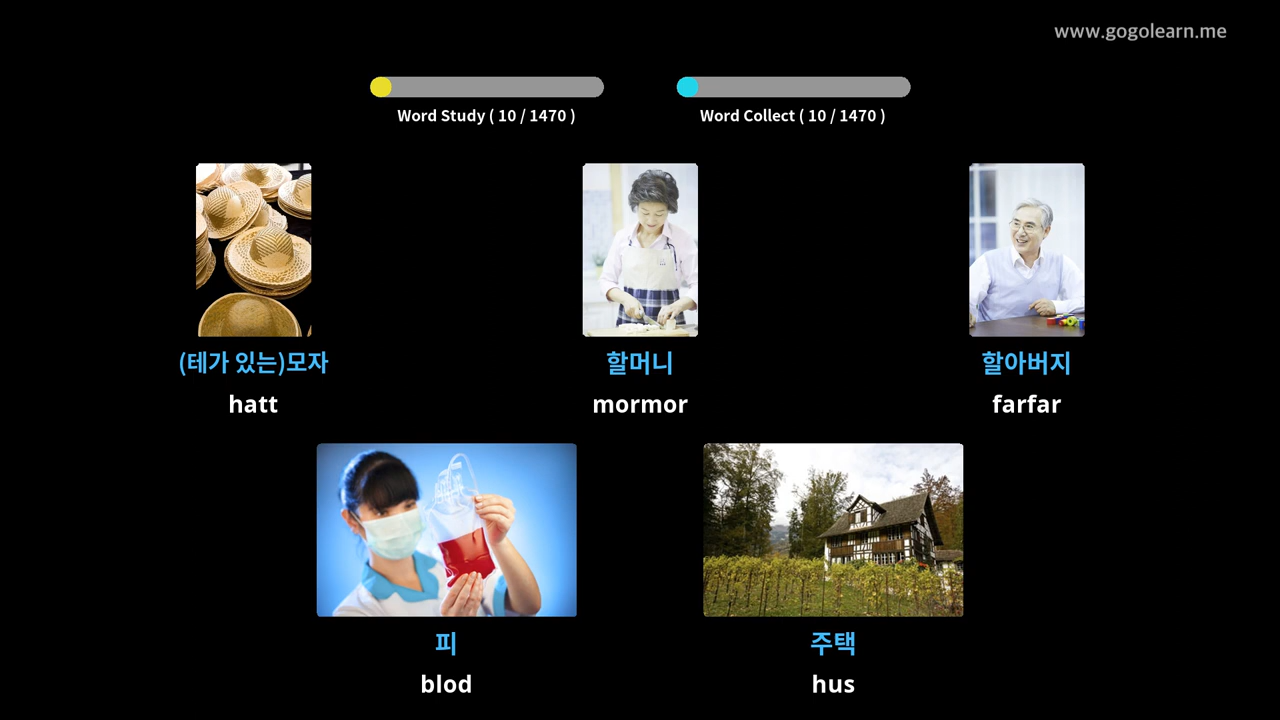 www.gogolearn.me
Word Study ( 10 / 1470 )
Word Collect ( 10 / 1470 )
(테가 있는)모자
할머니
할아버지
hatt
mormor
farfar
피
주택
blod
hus